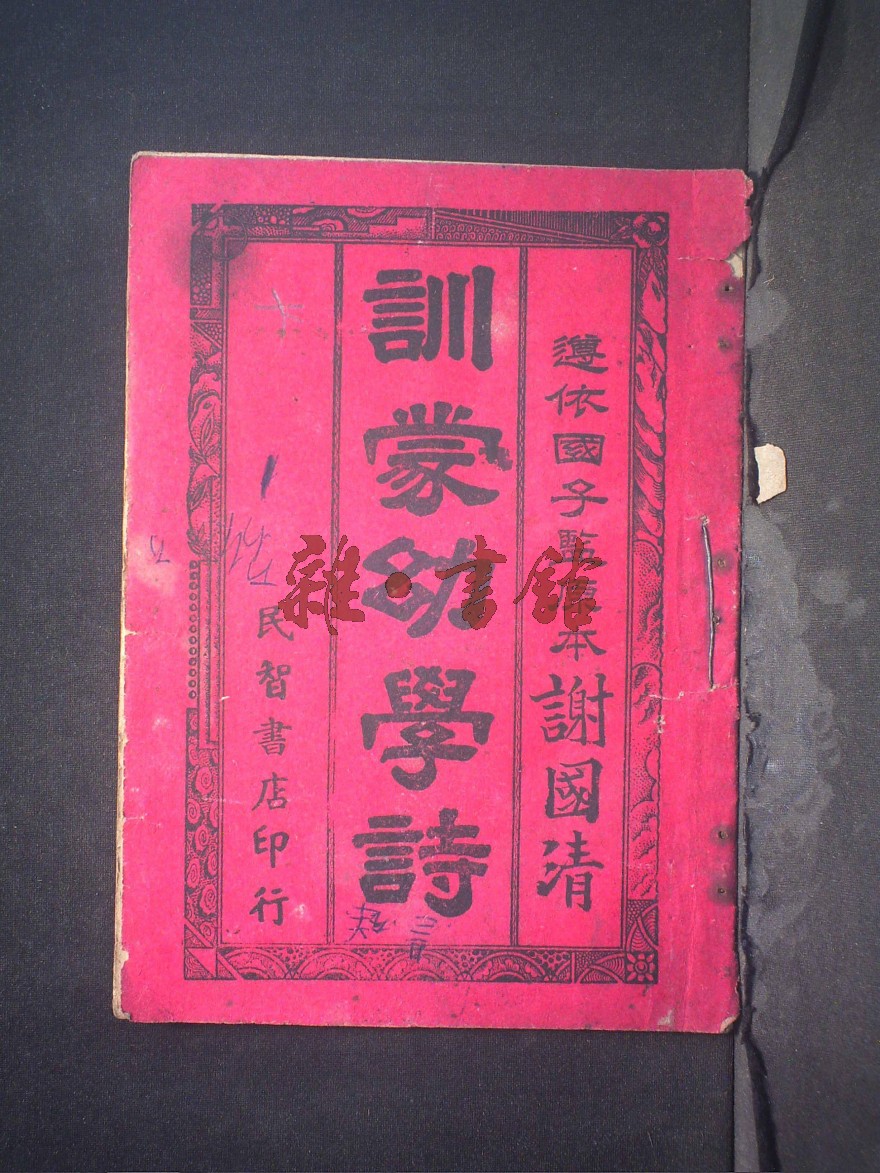 遵依國子監原本 謝國清
訓蒙幼學詩
民智書店印行
雜·書館